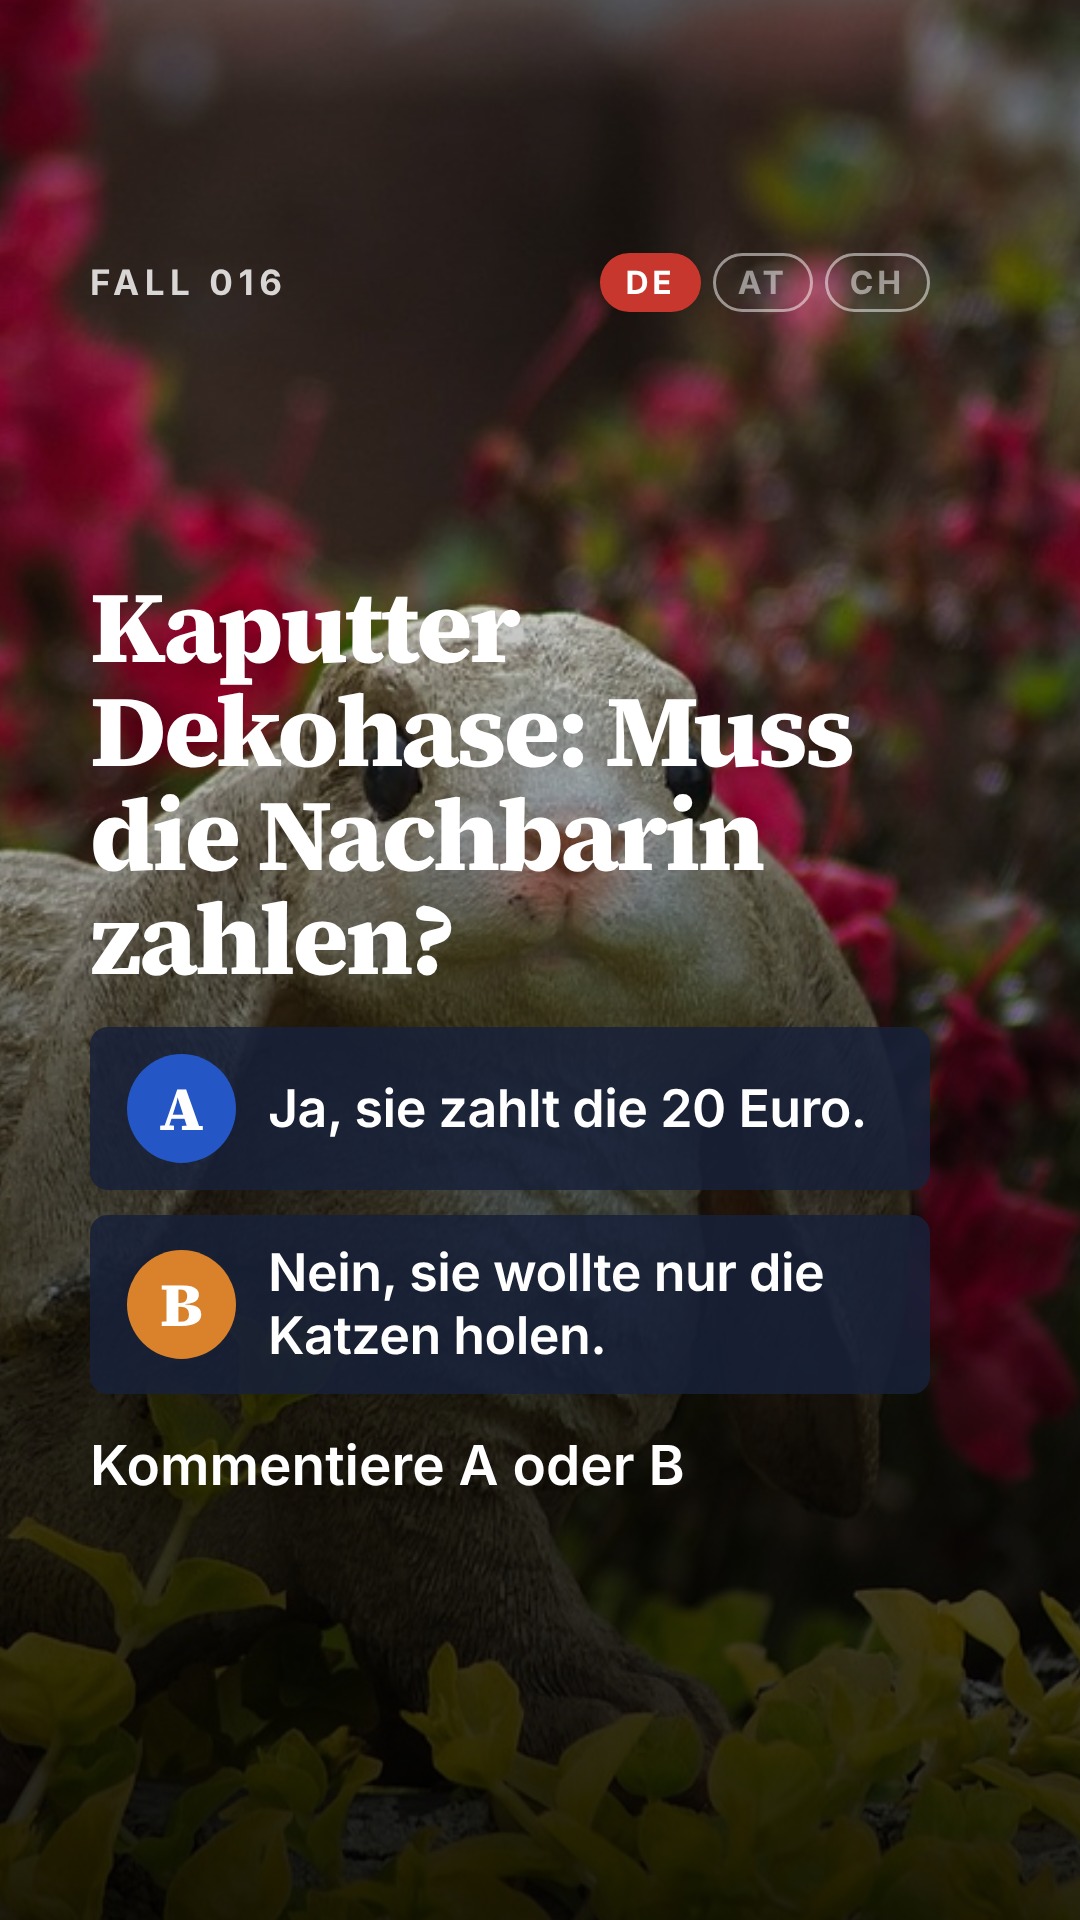 FALL 016
DE AT CH
Kaputter
Dekohase: Muss
die Nachbarin
zahlen?
A Ja, sie zahlt die 20 Euro.
B Nein, sie wollte nur die
Katzen holen.
Kommentiere A oder B